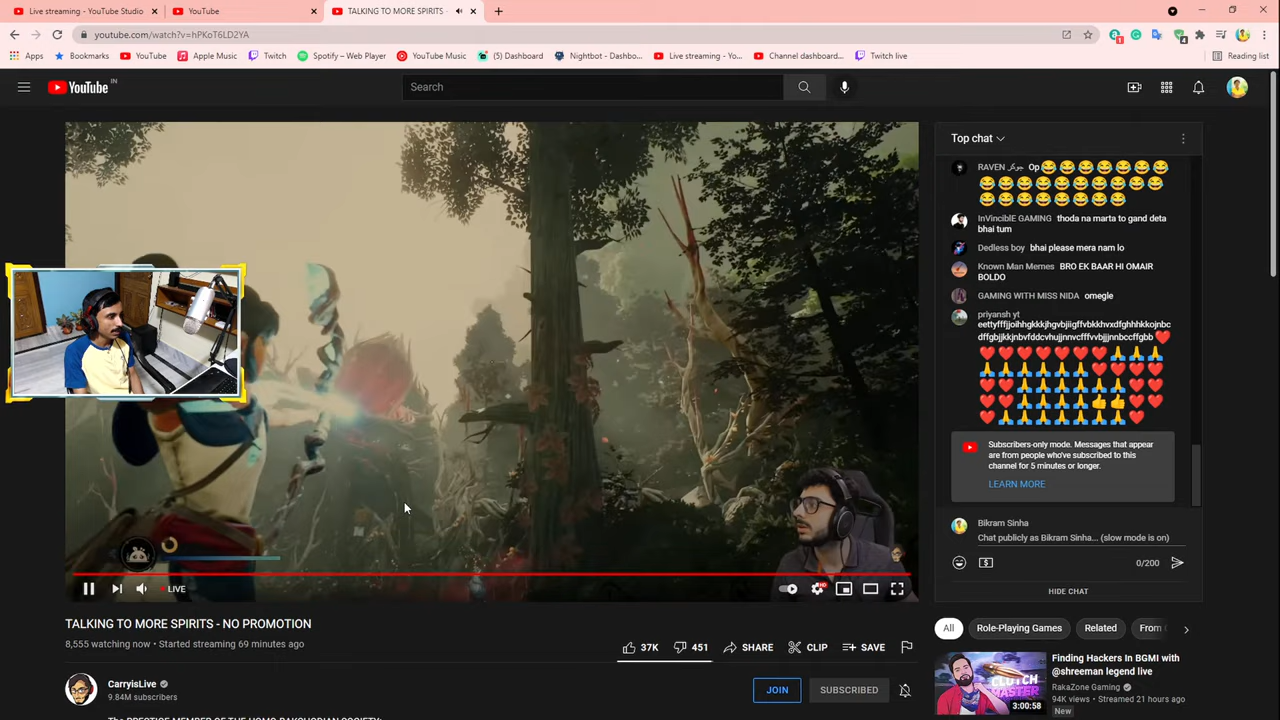 Live streaming - YouTube Studio
YouTube
TALKING TO MORE SPIRITS -
youtube.com/watch?v=hPKoT6LD2YA
Apps
Bookmarks
YouTube
Apple Music
Twitch
Spotify – Web Player
YouTube Music
(5) Dashboard
Nightbot - Dashbo...
Live streaming - Yo...
Channel dashboard...
Twitch live
Reading list
YouTube IN
Search
Top chat
RAVEN جوكر Op😂😂😂😂😂😂😂
😂😂😂😂😂😂😂😂😂😂
😂😂😂😂😂😂😂😂
InVinciblE GAMING thoda na marta to gand deta
bhai tum
Dedless boy bhai please mera nam lo
Known Man Memes BRO EK BAAR HI OMAIR
BOLDO
GAMING WITH MISS NIDA omegle
priyansh yt
eettyfffjjoihhgkkkjhgvbjiigffvbkkhvxdfghhhkkojnbc
dffgbjjkkjnbvfddcvhujjnnvcfffvvbjjjnnbccffgbb❤️
❤️❤️❤️❤️❤️❤️❤️🙏🙏🙏
🙏🙏🙏🙏🙏🙏❤️❤️❤️❤️
❤️❤️🙏🙏🙏🙏🙏🙏❤️❤️
❤️❤️🙏🙏🙏🙏👍👍❤️❤️
❤️🙏🙏🙏🙏🙏🙏🙏❤️
Subscribers-only mode. Messages that appear
are from people who've subscribed to this
channel for 5 minutes or longer.
LEARN MORE
Bikram Sinha
Chat publicly as Bikram Sinha... (slow mode is on)
0/200
HIDE CHAT
LIVE
HD
TALKING TO MORE SPIRITS - NO PROMOTION
8,555 watching now • Started streaming 69 minutes ago
37K
451
SHARE
CLIP
SAVE
CarryisLive
9.84M subscribers
JOIN
SUBSCRIBED
All
Role-Playing Games
Related
Finding Hackers In BGMI with
@shreeman legend live
RakaZone Gaming
94K views • Streamed 21 hours ago
New
CLUTCH
MASTER
3:00:58